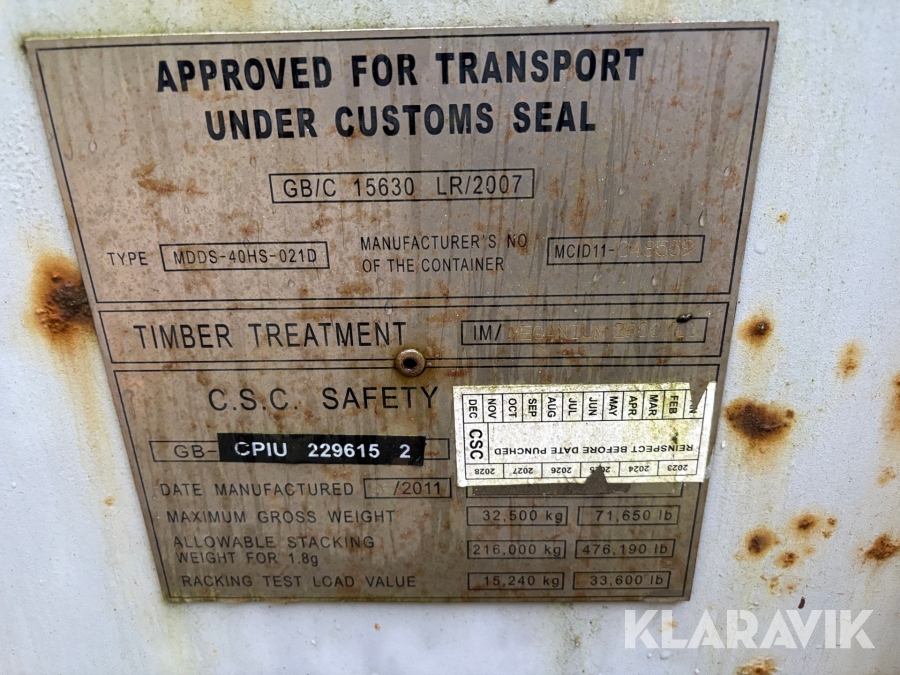 APPROVED FOR TRANSPORT
UNDER CUSTOMS SEAL
GB/C 15630 LR/2007
TYPE MDDS-40HS-021D
MANUFACTURER'S NO
OF THE CONTAINER
MCID11-
TIMBER TREATMENT IM/
C.S.C. SAFETY
GB-
CPIU 229615 2
DEC NOV OCT SEP AUG JUL JUN MAY APR MAR FEB
CSC REINSPECT BEFORE DATE PUNCHED
2028 2027 2026 2025 2024 2023
DATE MANUFACTURED /2011
MAXIMUM GROSS WEIGHT 32,500 kg 71,650 lb
ALLOWABLE STACKING
WEIGHT FOR 1.8g 216,000 kg 476,190 lb
RACKING TEST LOAD VALUE 15,240 kg 33,600 lb
KLARAVIK